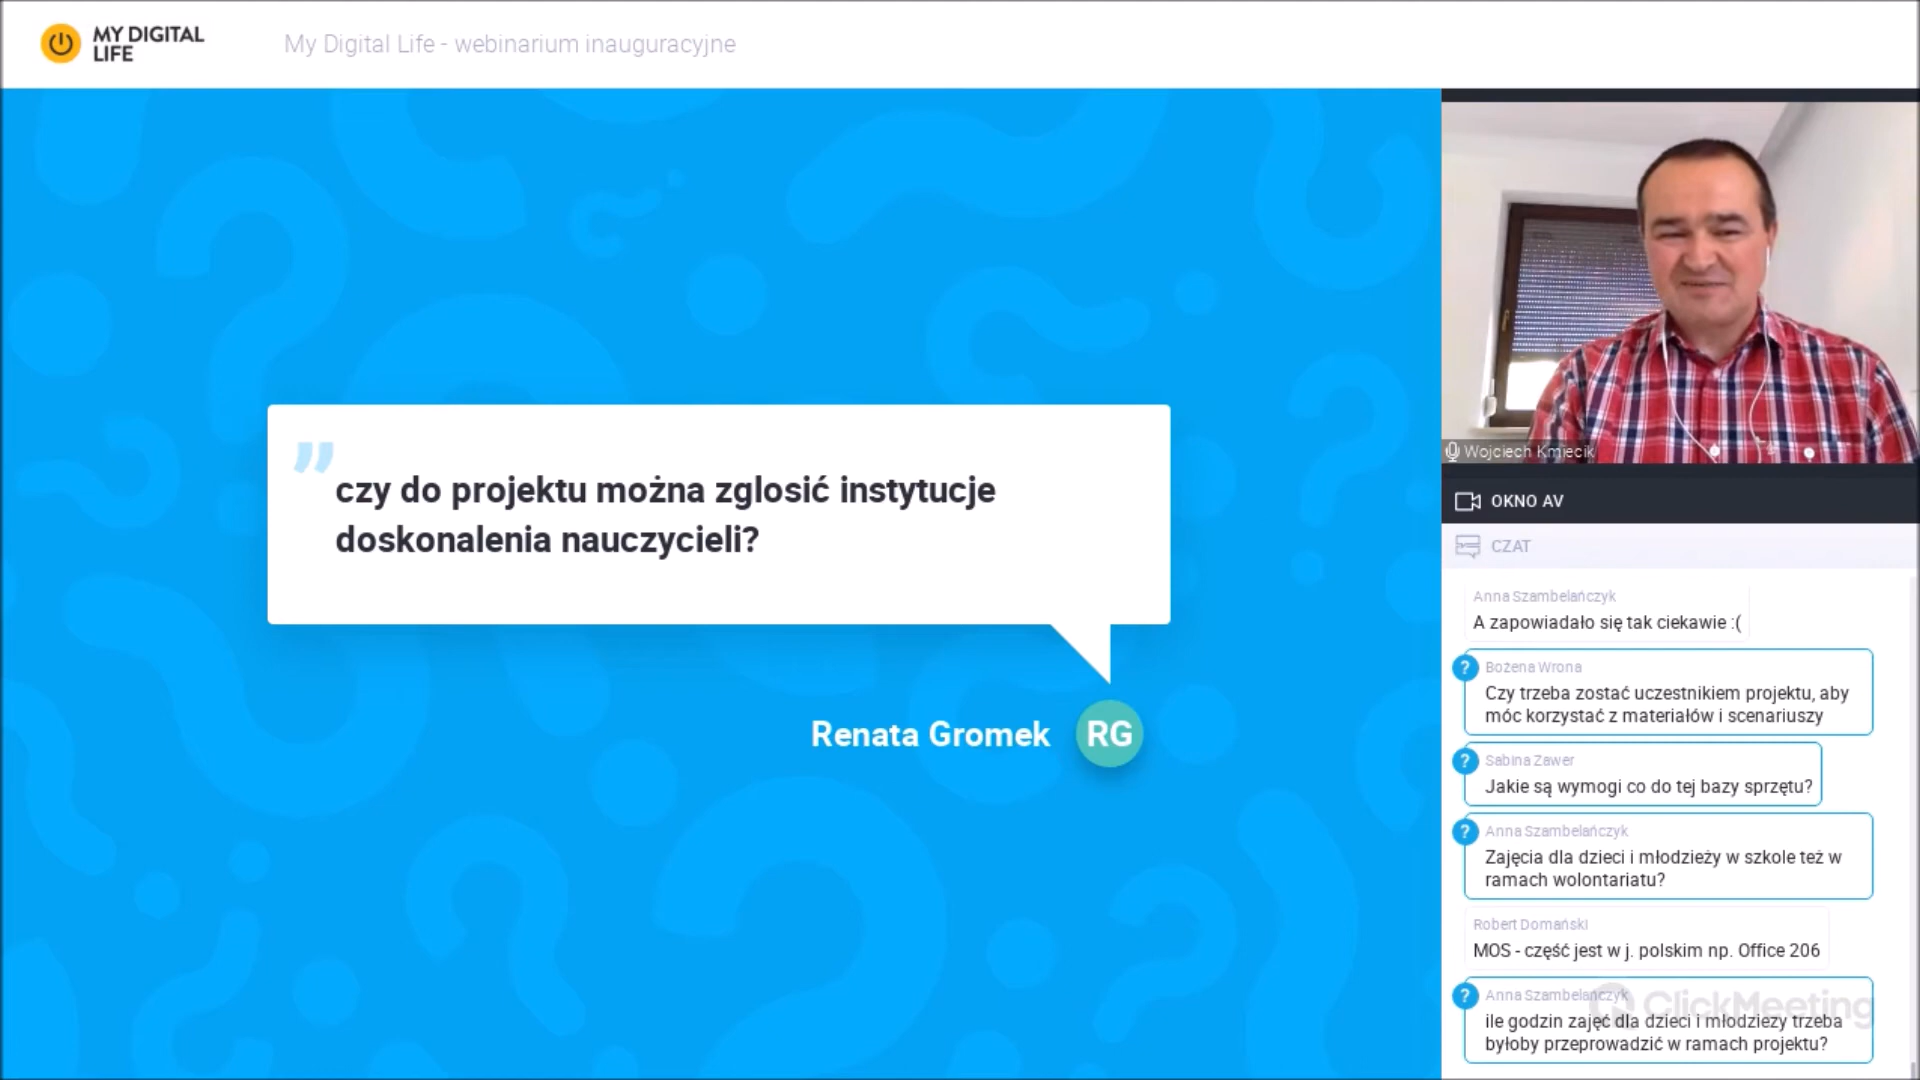 MY DIGITAL
LIFE
My Digital Life - webinarium inauguracyjne
”
czy do projektu można zglosić instytucje
doskonalenia nauczycieli?
Renata Gromek
RG
Wojciech Kmiecik
OKNO AV
CZAT
Anna Szambelańczyk
A zapowiadało się tak ciekawie :(
?
Bożena Wrona
Czy trzeba zostać uczestnikiem projektu, aby
móc korzystać z materiałów i scenariuszy
?
Sabina Zawer
Jakie są wymogi co do tej bazy sprzętu?
?
Anna Szambelańczyk
Zajęcia dla dzieci i młodzieży w szkole też w
ramach wolontariatu?
Robert Domański
MOS - część jest w j. polskim np. Office 206
?
Anna Szambelańczyk
ClickMeeting
ile godzin zajęć dla dzieci i młodziezy trzeba
byłoby przeprowadzić w ramach projektu?